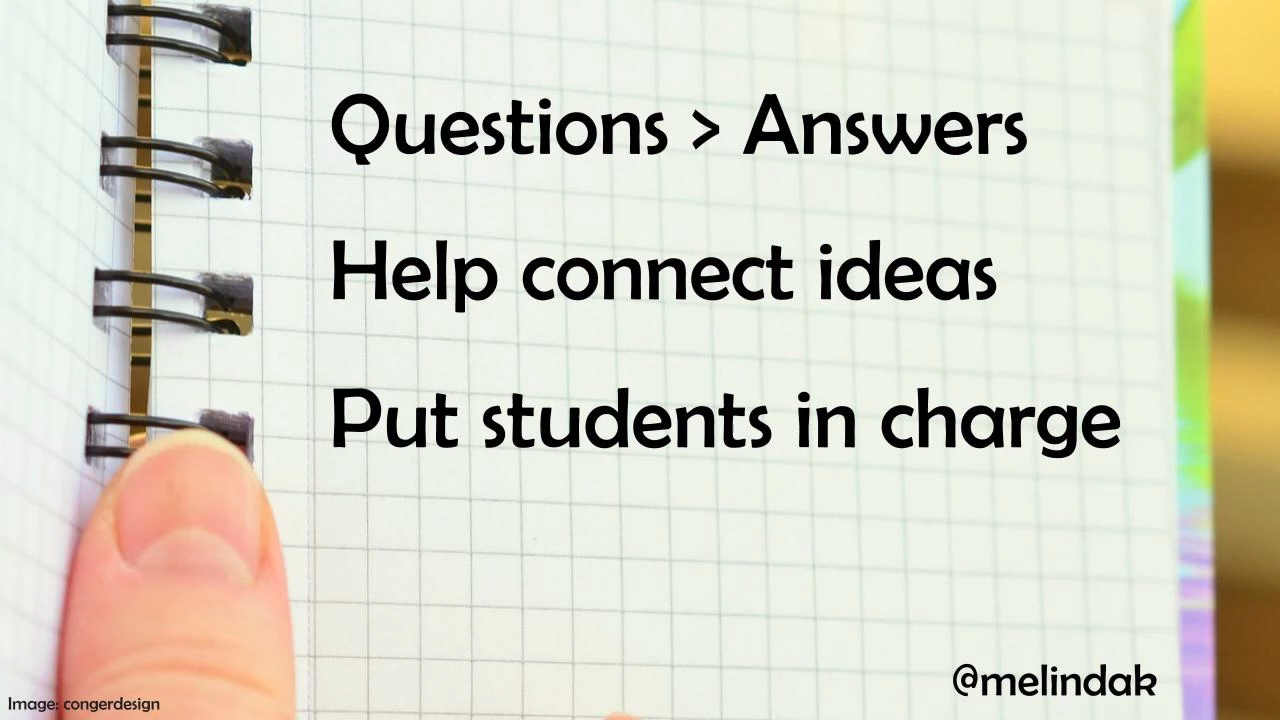 Questions > Answers
Help connect ideas
Put students in charge
@melindak
Image: congerdesign